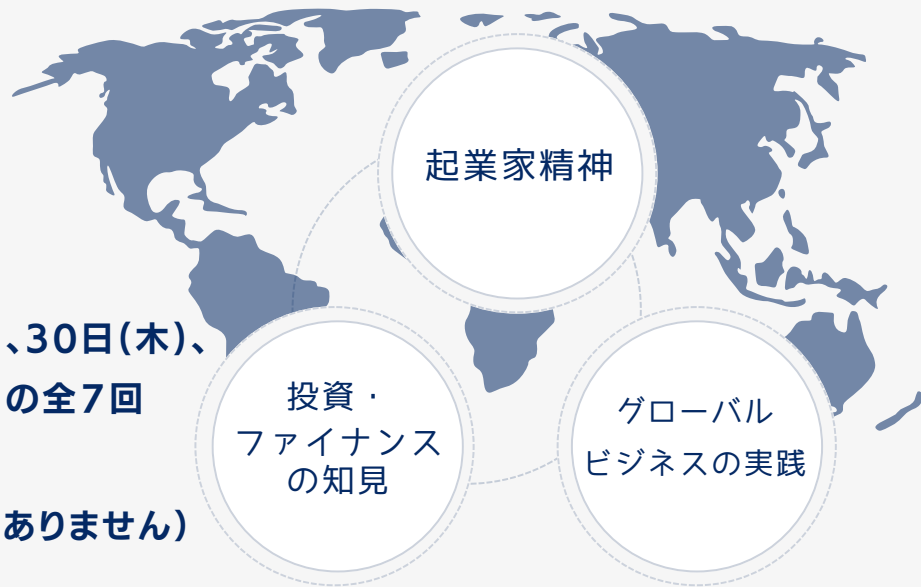 起業家精神
、30日(木)、
の全7回
ありません)
投資・
ファイナンス
の知見
グローバル
ビジネスの実践